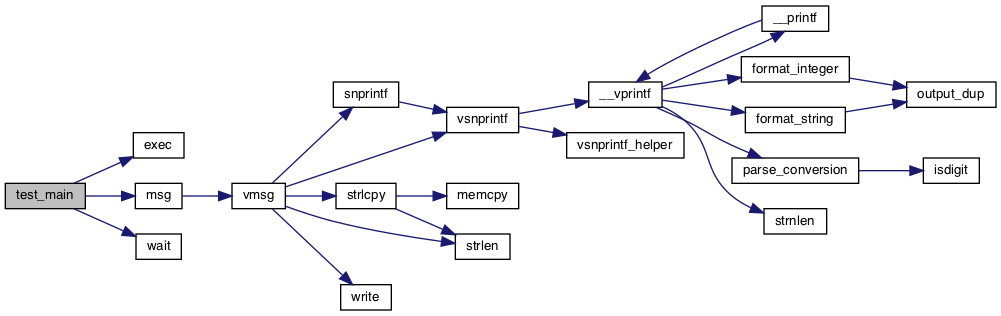 test_main
exec
msg
wait
vmsg
snprintf
vsnprintf
strlcpy
memcpy
strlen
write
__vprintf
vsnprintf_helper
__printf
format_integer
format_string
output_dup
parse_conversion
isdigit
strnlen